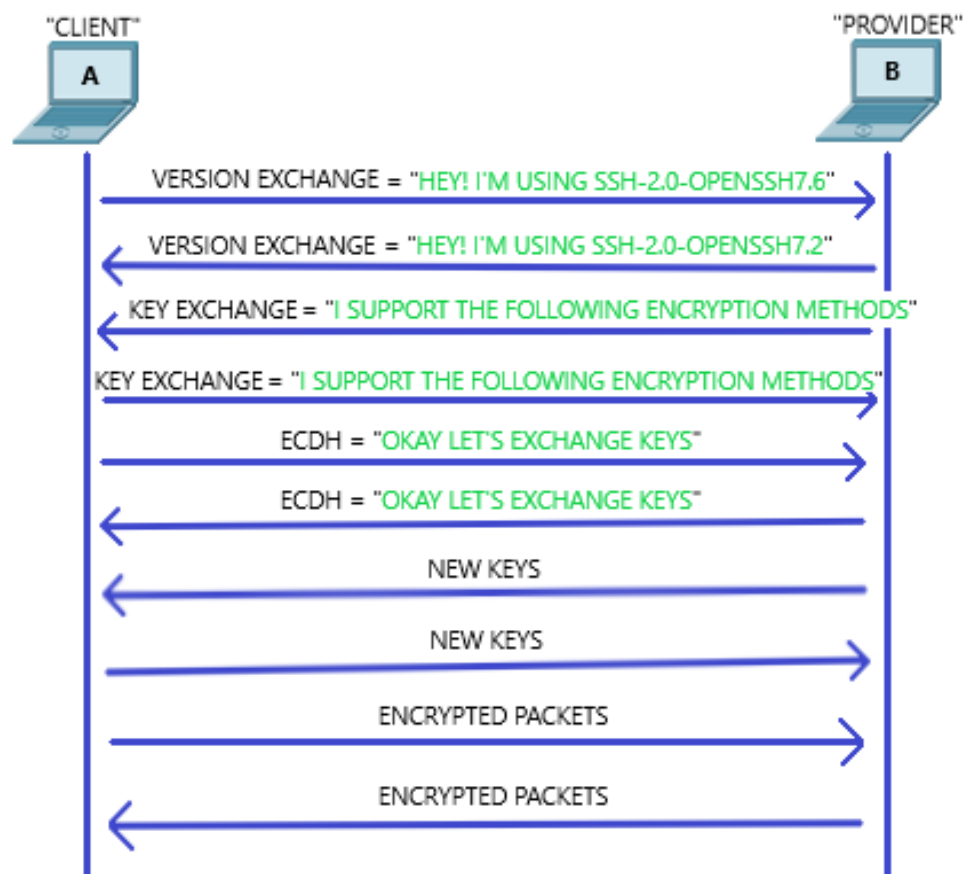 "CLIENT"
"PROVIDER"
A
B
VERSION EXCHANGE = "HEY! I'M USING SSH-2.0-OPENSSH7.6"
VERSION EXCHANGE = "HEY! I'M USING SSH-2.0-OPENSSH7.2"
KEY EXCHANGE = "I SUPPORT THE FOLLOWING ENCRYPTION METHODS"
KEY EXCHANGE = "I SUPPORT THE FOLLOWING ENCRYPTION METHODS"
ECDH = "OKAY LET'S EXCHANGE KEYS"
ECDH = "OKAY LET'S EXCHANGE KEYS"
NEW KEYS
NEW KEYS
ENCRYPTED PACKETS
ENCRYPTED PACKETS